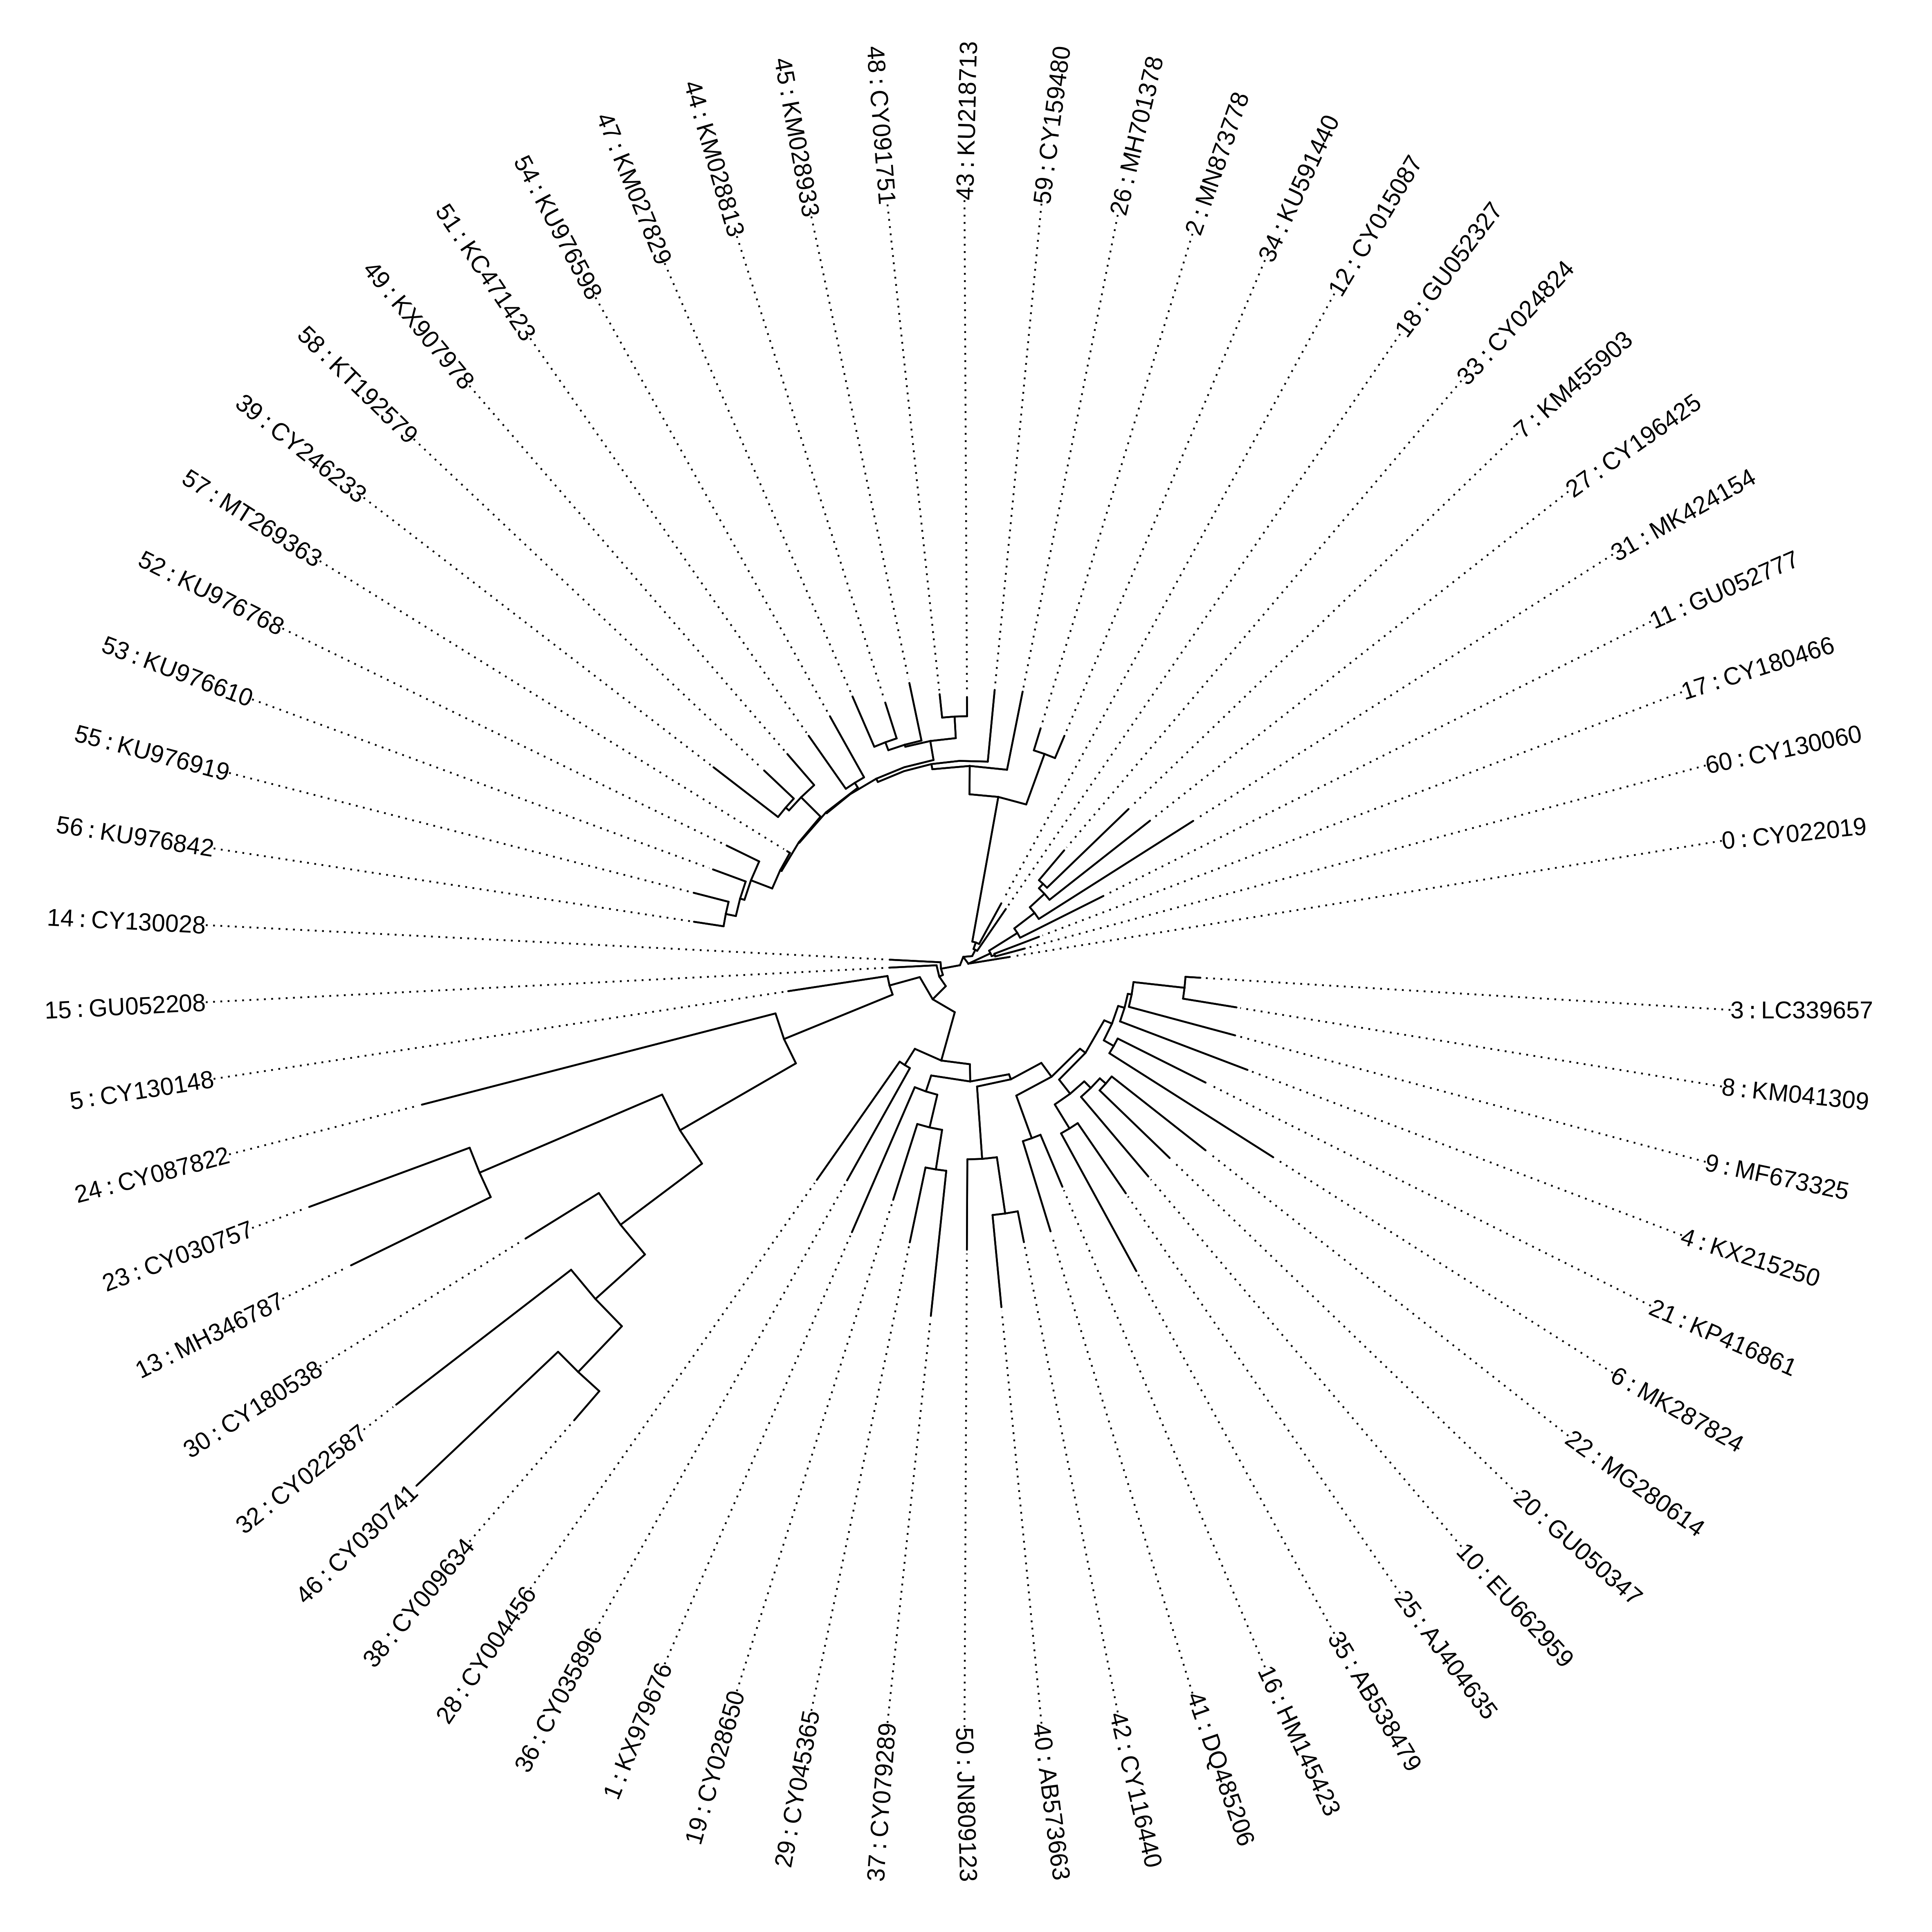 43 : KU218713
59 : CY159480
26 : MH701378
2 : MN873778
34 : KU591440
12 : CY015087
18 : GU052327
33 : CY024824
7 : KM455903
27 : CY196425
31 : MK424154
11 : GU052777
17 : CY180466
60 : CY130060
0 : CY022019
3 : LC339657
8 : KM041309
9 : MF673325
4 : KX215250
21 : KP416861
6 : MK287824
22 : MG280614
20 : GU050347
10 : EU662959
25 : AJ404635
35 : AB538479
16 : HM145423
41 : DQ485206
42 : CY116440
40 : AB573663
50 : JN809123
37 : CY079289
29 : CY045365
19 : CY028650
1 : KX979676
36 : CY035896
28 : CY004456
38 : CY009634
46 : CY030741
32 : CY022587
30 : CY180538
13 : MH346787
23 : CY030757
24 : CY087822
5 : CY130148
15 : GU052208
14 : CY130028
56 : KU976842
55 : KU976919
53 : KU976610
52 : KU976768
57 : MT269363
39 : CY246233
58 : KT192579
49 : KX907978
51 : KC471423
54 : KU976598
47 : KM027829
44 : KM028813
45 : KM028933
48 : CY091751